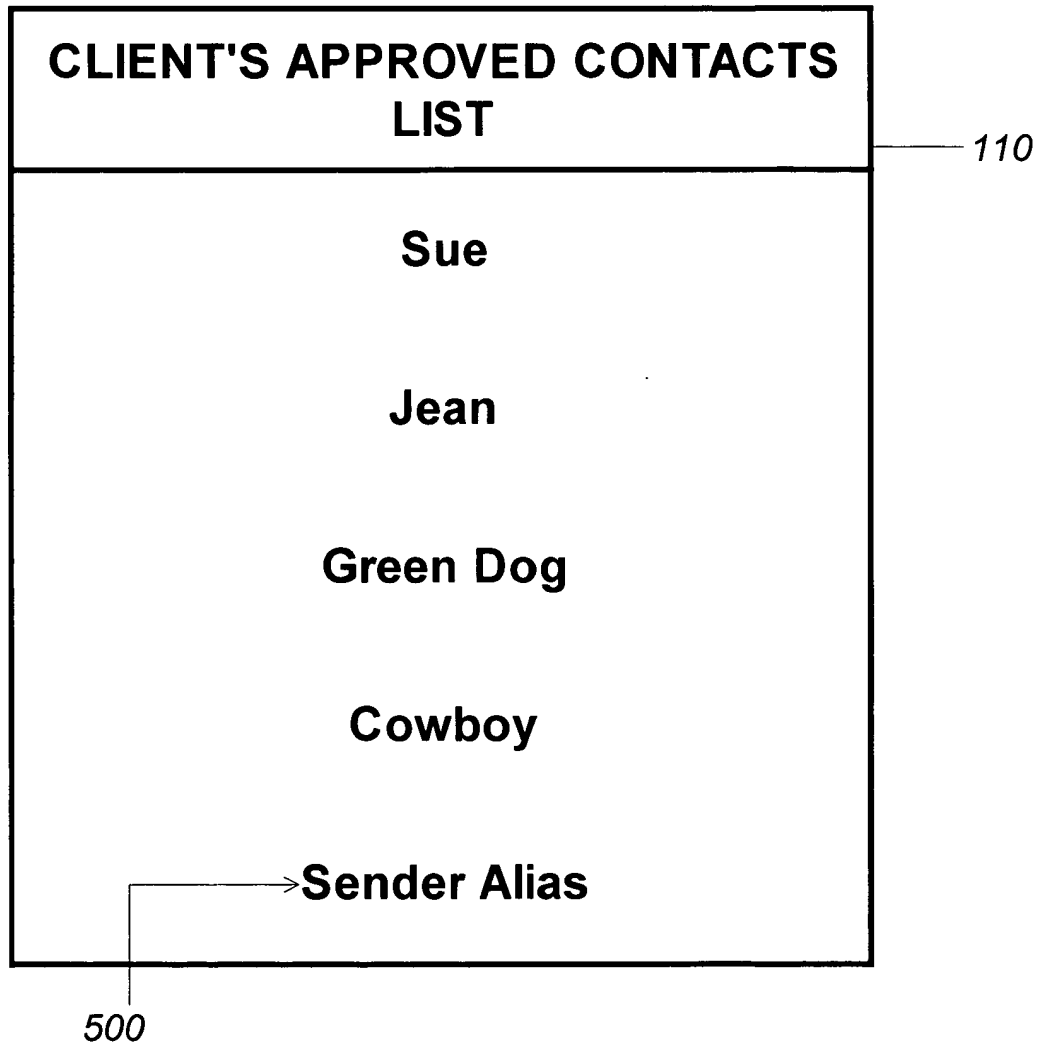 CLIENT'S APPROVED CONTACTS
LIST
110
Sue
Jean
Green Dog
Cowboy
Sender Alias
500